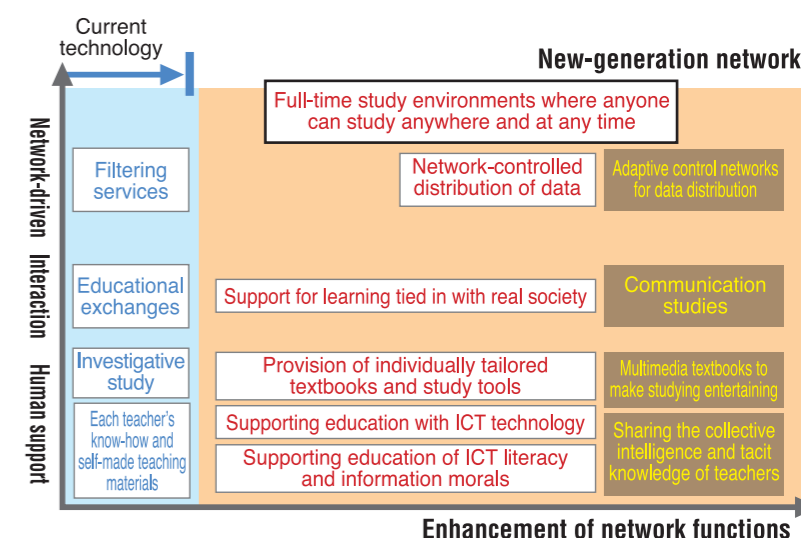 Current
technology
New-generation network
Full-time study environments where anyone
can study anywhere and at any time
Network-driven
Filtering
services
Network-controlled
distribution of data
Adaptive control networks
for data distribution
Interaction
Educational
exchanges
Support for learning tied in with real society
Communication
studies
Human support
Investigative
study
Provision of individually tailored
textbooks and study tools
Multimedia textbooks to
make studying entertaining
Each teacher's
know-how and
self-made teaching
materials
Supporting education with ICT technology
Supporting education of ICT literacy
and information morals
Sharing the collective
intelligence and tacit
knowledge of teachers
Enhancement of network functions